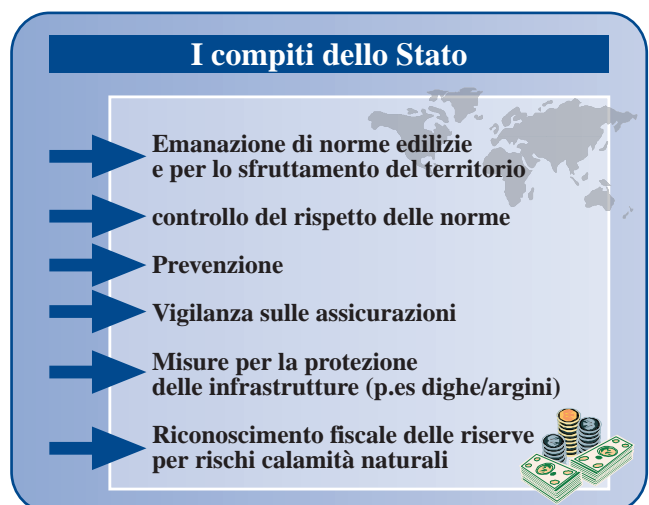 I compiti dello Stato
Emanazione di norme edilizie
e per lo sfruttamento del territorio
controllo del rispetto delle norme
Prevenzione
Vigilanza sulle assicurazioni
Misure per la protezione
delle infrastrutture (p.es dighe/argini)
Riconoscimento fiscale delle riserve
per rischi calamità naturali